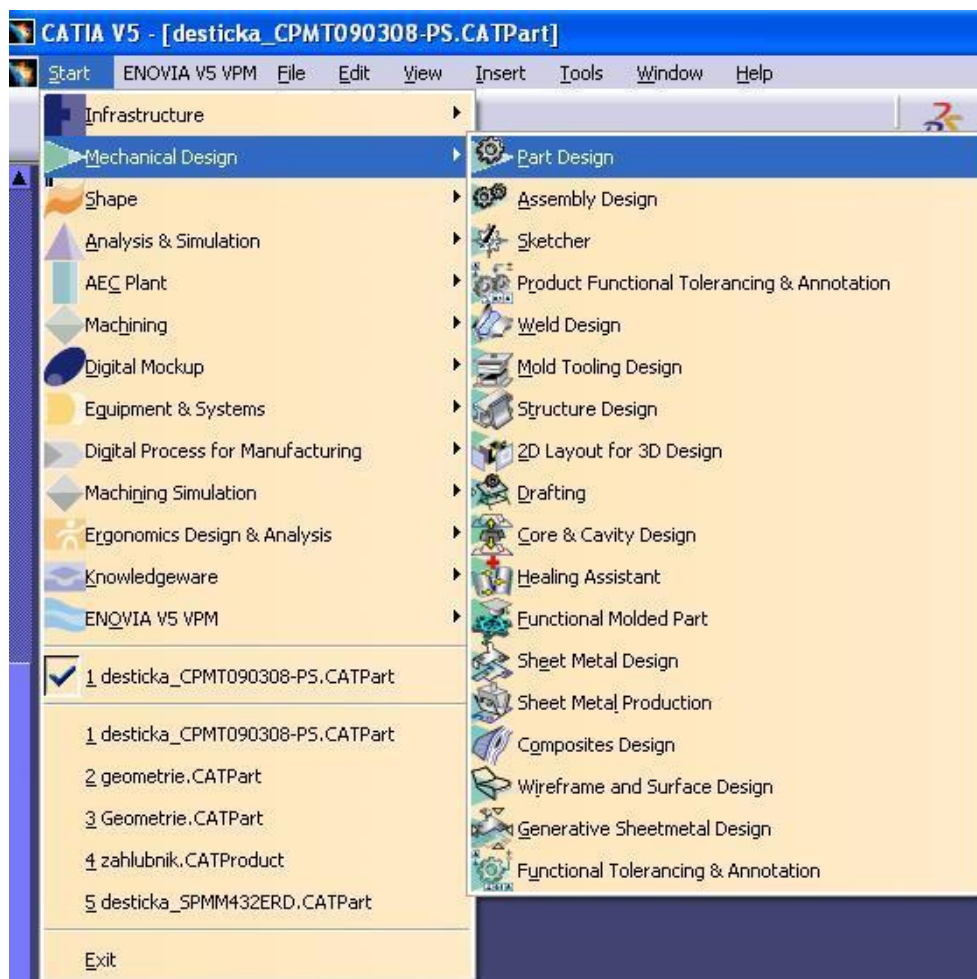 CATIA V5 - [desticka_CPMT090308-PS.CATPart]
Start ENOVIA V5 VPM File Edit View Insert Tools Window Help
Infrastructure
Mechanical Design
Shape
Analysis & Simulation
AEC Plant
Machining
Digital Mockup
Equipment & Systems
Digital Process for Manufacturing
Machining Simulation
Ergonomics Design & Analysis
Knowledgeware
ENOVIA V5 VPM
1 desticka_CPMT090308-PS.CATPart
1 desticka_CPMT090308-PS.CATPart
2 geometrie.CATPart
3 Geometrie.CATPart
4 zahlubnik.CATProduct
5 desticka_SPMM432ERD.CATPart
Exit
Part Design
Assembly Design
Sketcher
Product Functional Tolerancing & Annotation
Weld Design
Mold Tooling Design
Structure Design
2D Layout for 3D Design
Drafting
Core & Cavity Design
Healing Assistant
Functional Molded Part
Sheet Metal Design
Sheet Metal Production
Composites Design
Wireframe and Surface Design
Generative Sheetmetal Design
Functional Tolerancing & Annotation